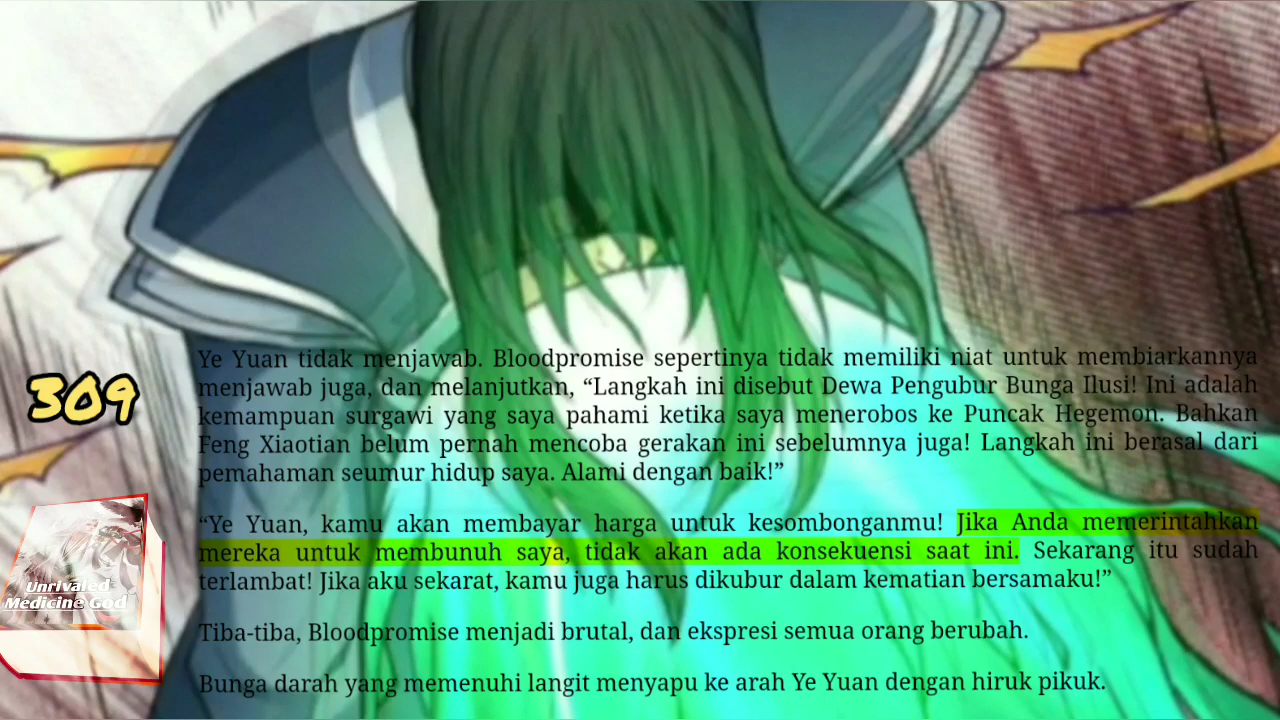 Ye Yuan tidak menjawab. Bloodpromise sepertinya tidak memiliki niat untuk membiarkannya
menjawab juga, dan melanjutkan, “Langkah ini disebut Dewa Pengubur Bunga Ilusi! Ini adalah
kemampuan surgawi yang saya pahami ketika saya menerobos ke Puncak Hegemon. Bahkan
Feng Xiaotian belum pernah mencoba gerakan ini sebelumnya juga! Langkah ini berasal dari
pemahaman seumur hidup saya. Alami dengan baik!”
309
“Ye Yuan, kamu akan membayar harga untuk kesombonganmu! Jika Anda memerintahkan
mereka untuk membunuh saya, tidak akan ada konsekuensi saat ini. Sekarang itu sudah
terlambat! Jika aku sekarat, kamu juga harus dikubur dalam kematian bersamaku!”
Unrivaled
Medicine God
Tiba-tiba, Bloodpromise menjadi brutal, dan ekspresi semua orang berubah.
Bunga darah yang memenuhi langit menyapu ke arah Ye Yuan dengan hiruk pikuk.